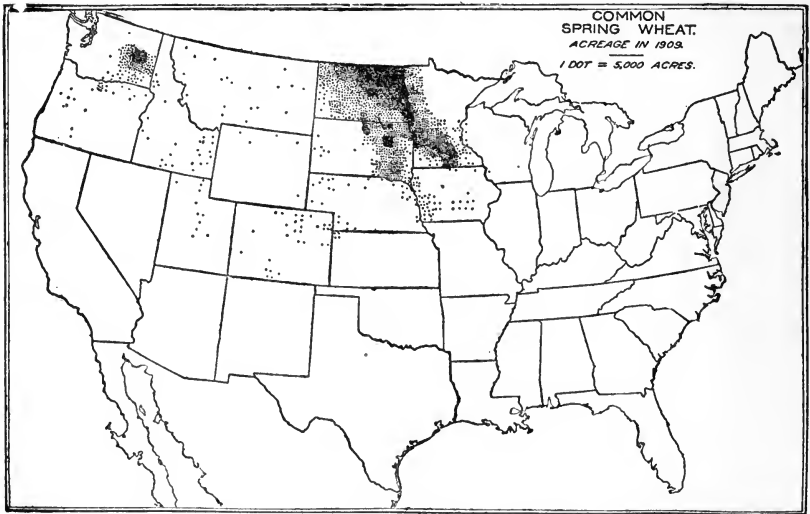 COMMON
SPRING WHEAT.
ACREAGE IN 1909.
1 DOT = 5,000 ACRES.